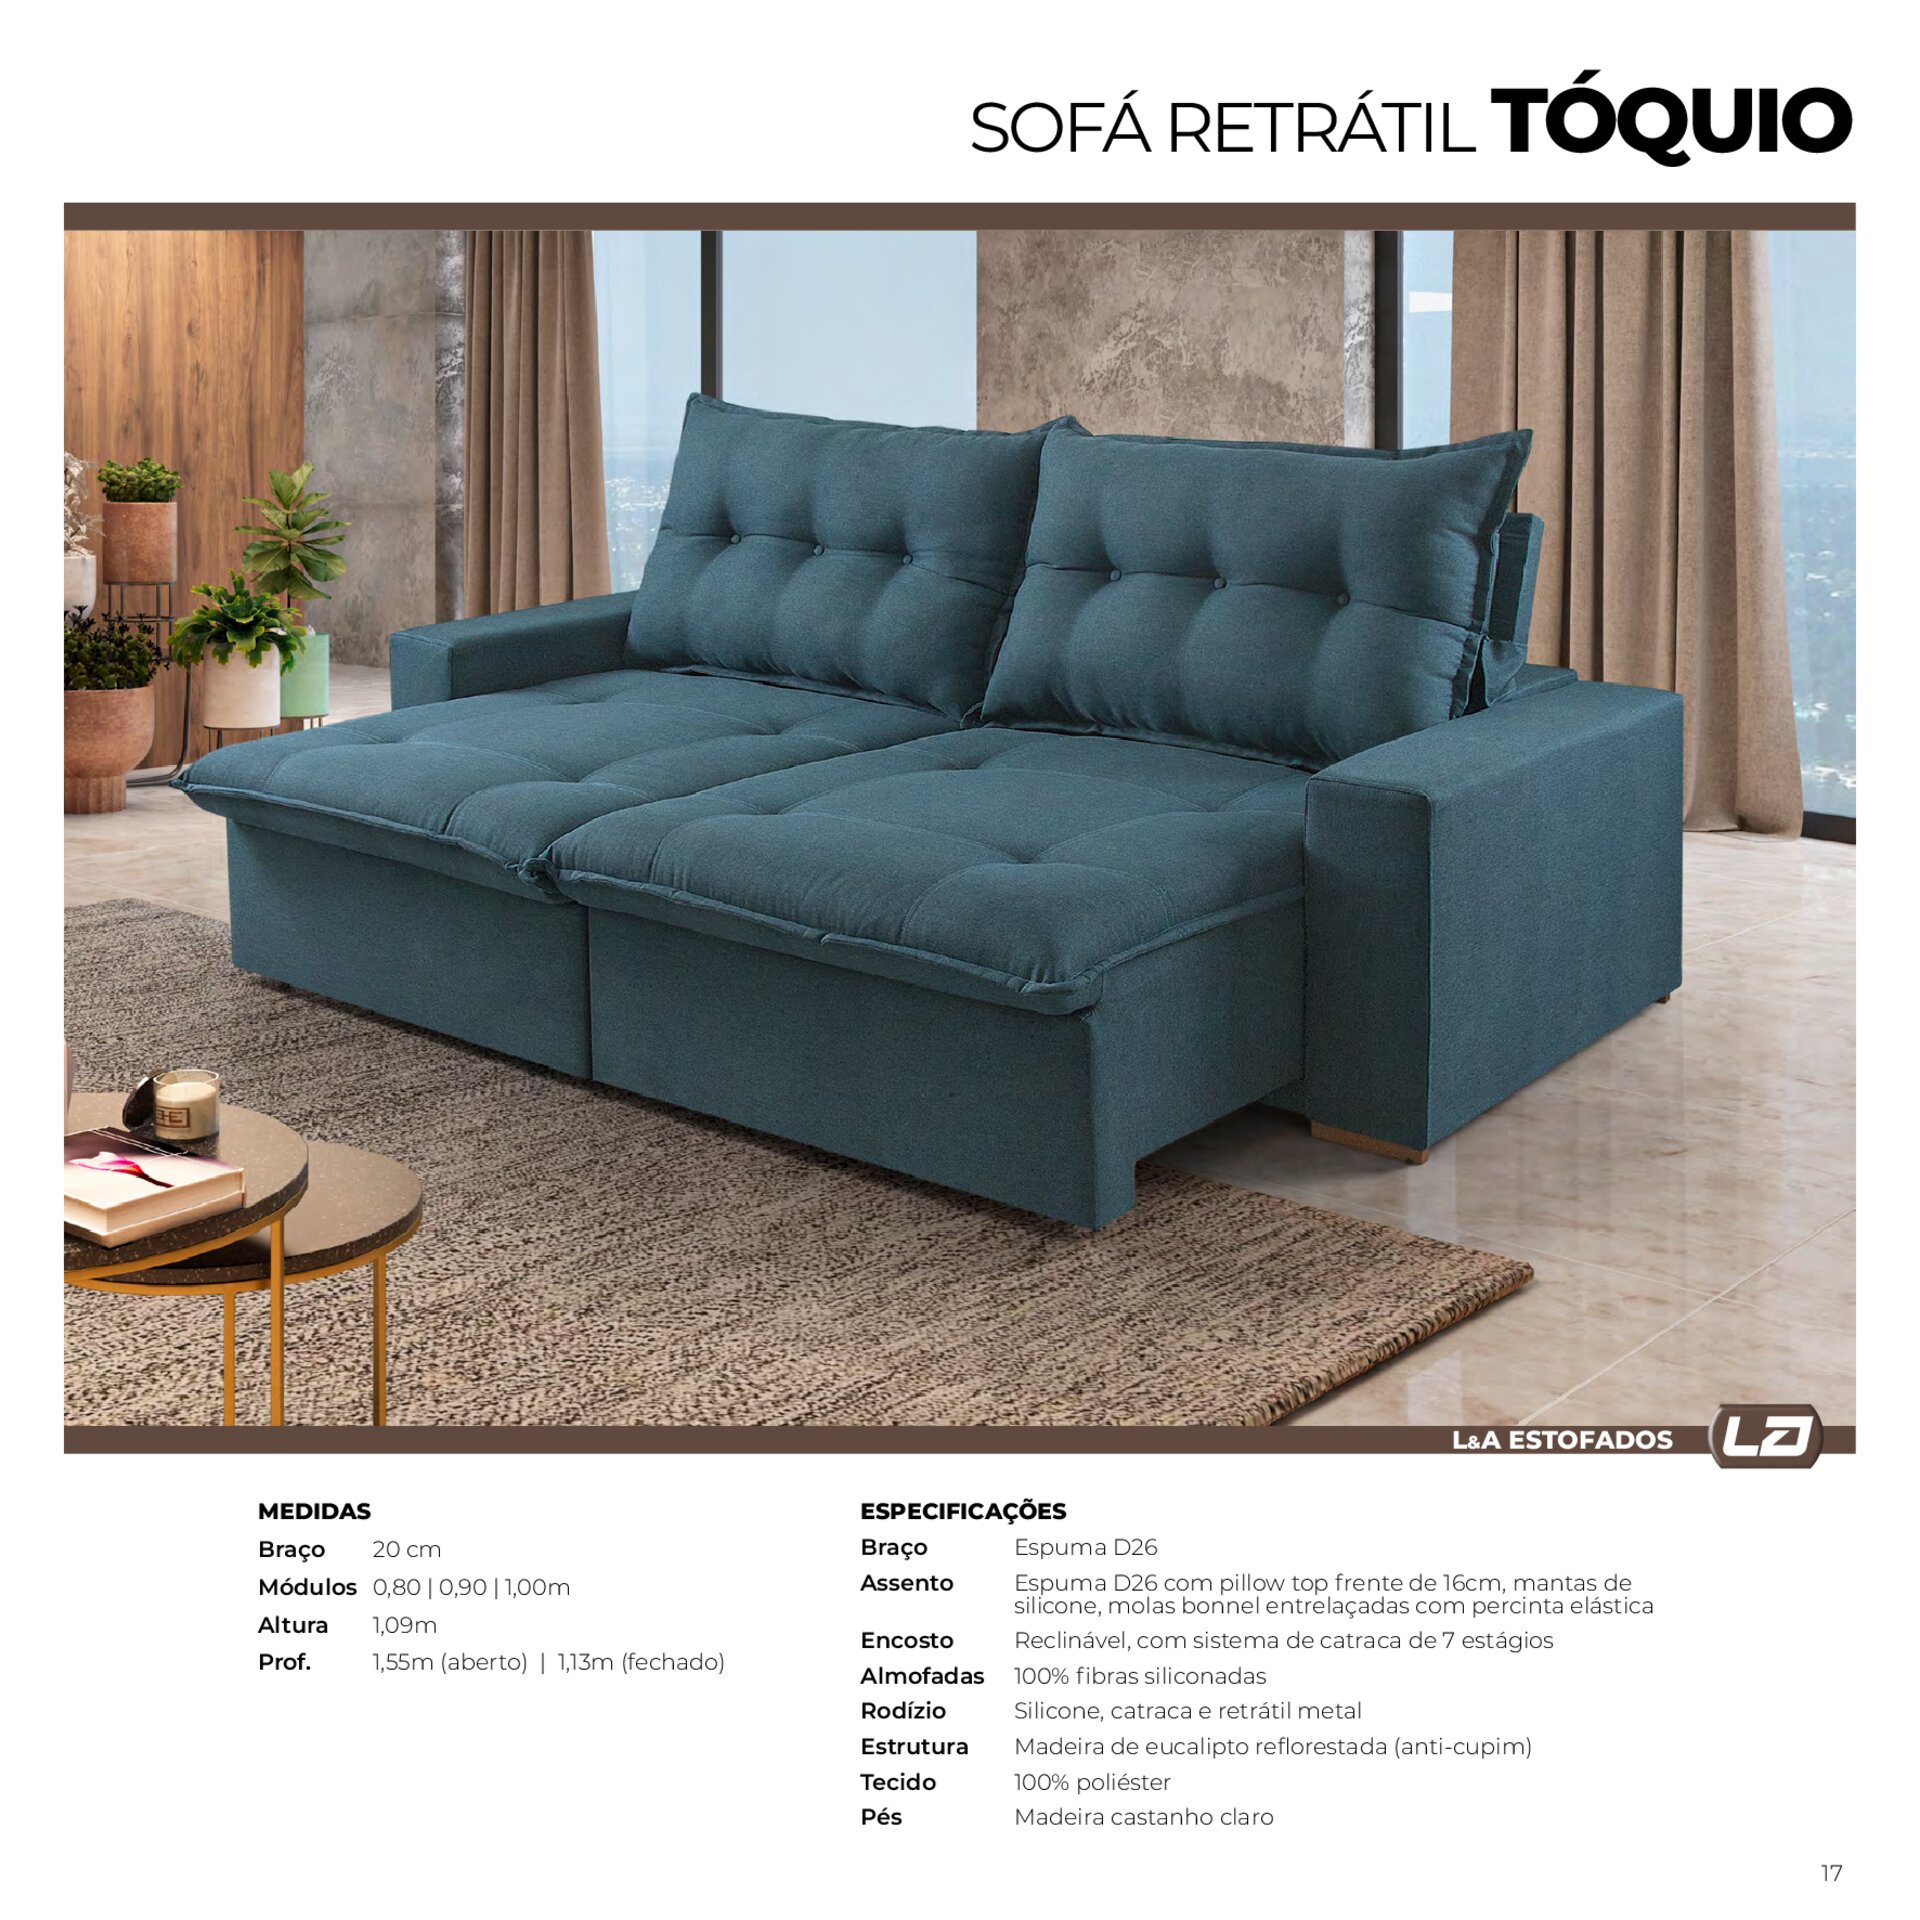 SOFÁ RETRÁTIL TÓQUIO
L&A ESTOFADOS
LA
MEDIDAS
Braço 20 cm
Módulos 0,80 | 0,90 | 1,00m
Altura 1,09m
Prof. 1,55m (aberto) | 1,13m (fechado)
ESPECIFICAÇÕES
Braço Espuma D26
Assento Espuma D26 com pillow top frente de 16cm, mantas de
silicone, molas bonnel entrelaçadas com percinta elástica
Encosto Reclinável, com sistema de catraca de 7 estágios
Almofadas 100% fibras siliconadas
Rodízio Silicone, catraca e retrátil metal
Estrutura Madeira de eucalipto reflorestada (anti-cupim)
Tecido 100% poliéster
Pés Madeira castanho claro
17